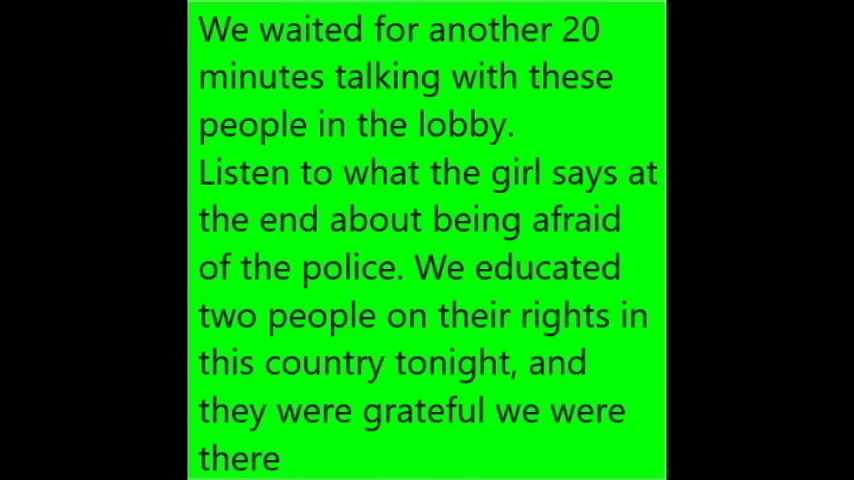 We waited for another 20
minutes talking with these
people in the lobby.
Listen to what the girl says at
the end about being afraid
of the police. We educated
two people on their rights in
this country tonight, and
they were grateful we were
there